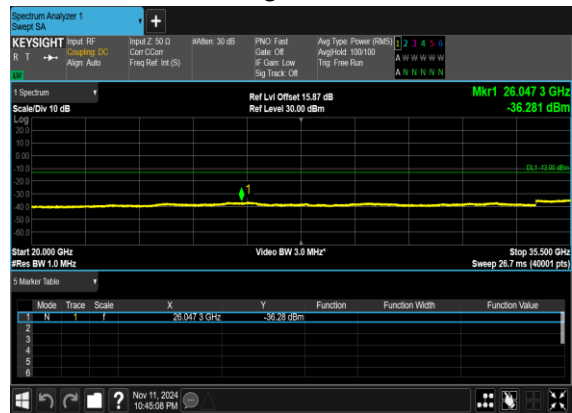 Spectrum Analyzer 1
Swept SA
+
KEYSIGHT Input: RF Input Z: 50 Ω #Atten: 30 dB PNO: Fast Avg Type: Power (RMS) 1 2 3 4 5 6
R T Coupling: DC Corr CCorr Gate: Off Avg|Hold: 100/100 A W W W W W
Align: Auto Freq Ref: Int (S) IF Gain: Low Trig: Free Run
LW Sig Track: Off A N N N N N
1 Spectrum Ref Lvl Offset 15.87 dB Mkr1 26.047 3 GHz
Scale/Div 10 dB Ref Level 30.00 dBm -36.281 dBm
Log
20.0
10.0
0.00
-10.0 DL1 -13.00 dBm
-20.0
-30.0 1
-40.0
-50.0
-60.0
Start 20.000 GHz Video BW 3.0 MHz* Stop 35.500 GHz
#Res BW 1.0 MHz Sweep 26.7 ms (40001 pts)
5 Marker Table
Mode Trace Scale X Y Function Function Width Function Value
1 N 1 f 26.047 3 GHz -36.28 dBm
2
3
4
5
6
? Nov 11, 2024
10:45:08 PM